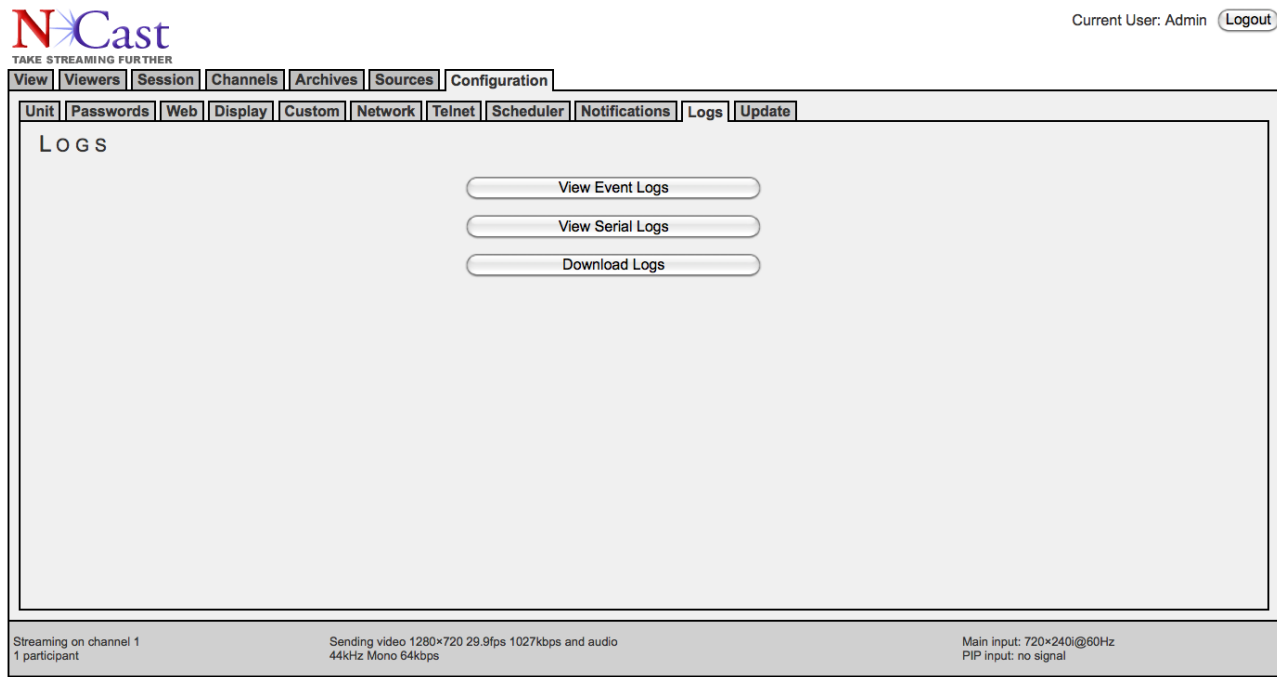 NCast
TAKE STREAMING FURTHER
Current User: Admin Logout
View Viewers Session Channels Archives Sources Configuration
Unit Passwords Web Display Custom Network Telnet Scheduler Notifications Logs Update
LOGS
View Event Logs
View Serial Logs
Download Logs
Streaming on channel 1
1 participant
Sending video 1280×720 29.9fps 1027kbps and audio
44kHz Mono 64kbps
Main input: 720×240i@60Hz
PIP input: no signal